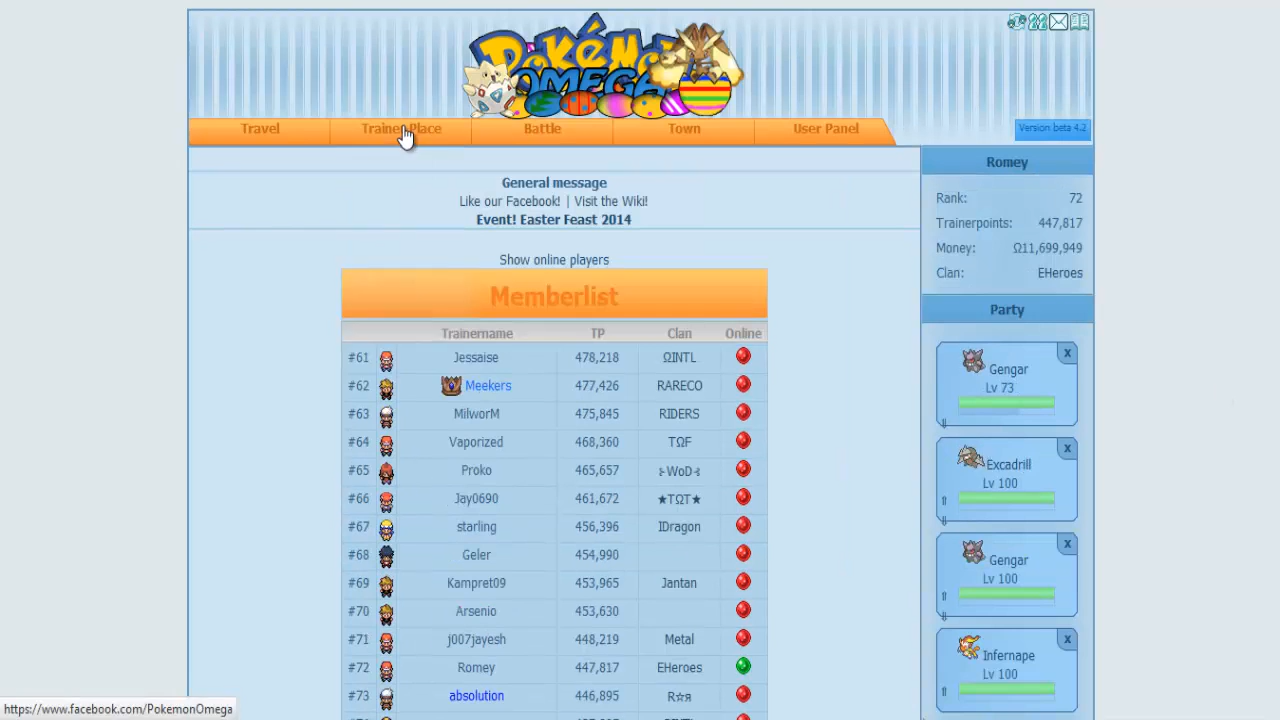 POKéMON
OMEGA
Travel Trainer Place Battle Town User Panel
Version beta 4.2
General message
Like our Facebook! | Visit the Wiki!
Event! Easter Feast 2014
Show online players
Memberlist
Trainername TP Clan Online
#61 Jessaise 478,218 ΩINTL
#62 Meekers 477,426 RARECO
#63 MilworM 475,845 RIDERS
#64 Vaporized 468,360 TΩF
#65 Proko 465,657 ⊱WoD⊰
#66 Jay0690 461,672 ★TΩT★
#67 starling 456,396 IDragon
#68 Geler 454,990
#69 Kampret09 453,965 Jantan
#70 Arsenio 453,630
#71 j007jayesh 448,219 Metal
#72 Romey 447,817 EHeroes
#73 absolution 446,895 R☆я
Romey
Rank: 72
Trainerpoints: 447,817
Money: Ω11,699,949
Clan: EHeroes
Party
X
Gengar
Lv 73
X
Excadrill
Lv 100
X
Gengar
Lv 100
X
Infernape
Lv 100
https://www.facebook.com/PokemonOmega